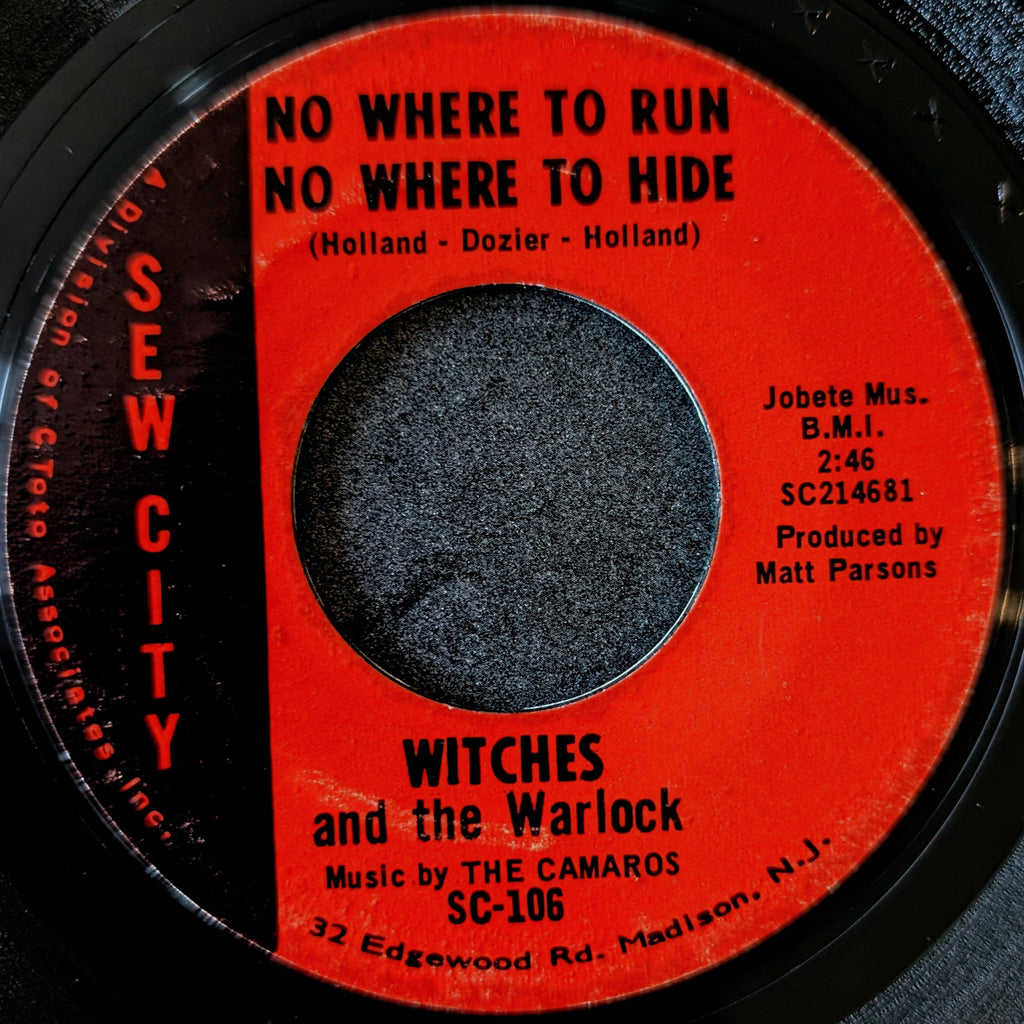 NO WHERE TO RUN
NO WHERE TO HIDE
(Holland - Dozier - Holland)
SEW CITY
A Division of CToto Associates Inc.
Jobete Mus.
B.M.I.
2:46
SC214681
Produced by
Matt Parsons
WITCHES
and the Warlock
Music by THE CAMAROS
SC-106
32 Edgewood Rd. Madison, N.J.